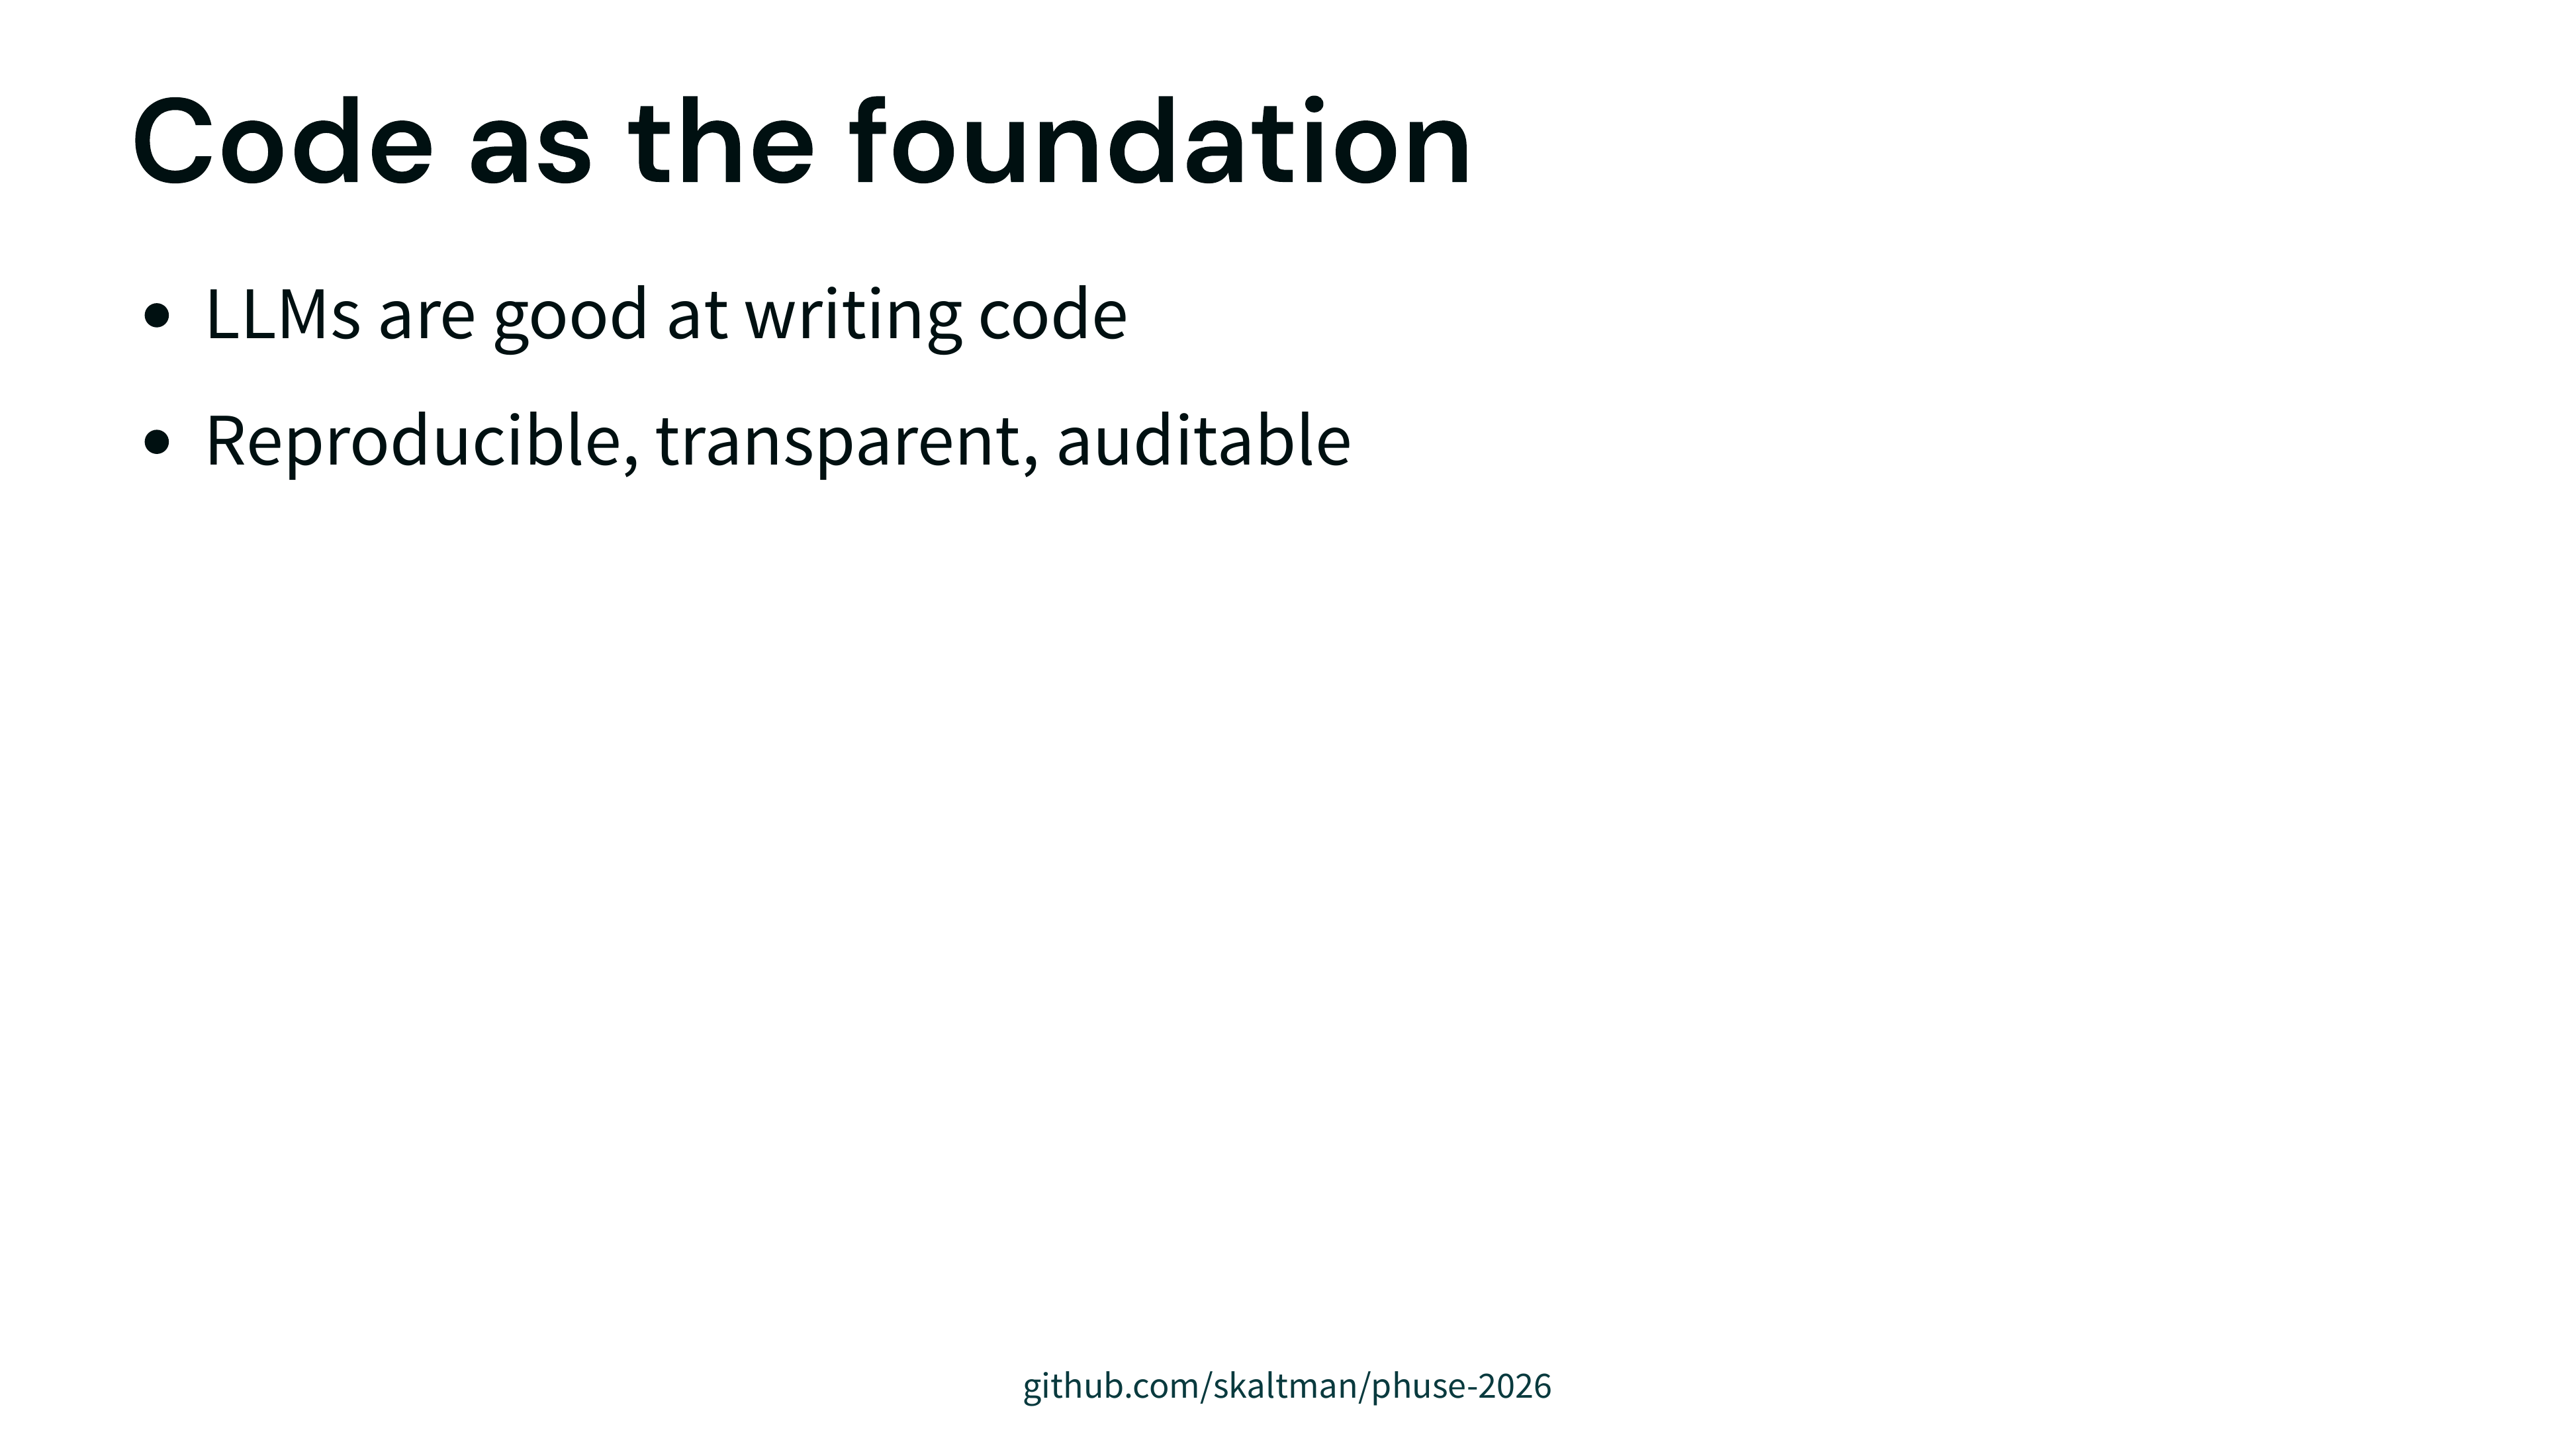 Code as the foundation
• LLMs are good at writing code
• Reproducible, transparent, auditable
github.com/skaltman/phuse-2026